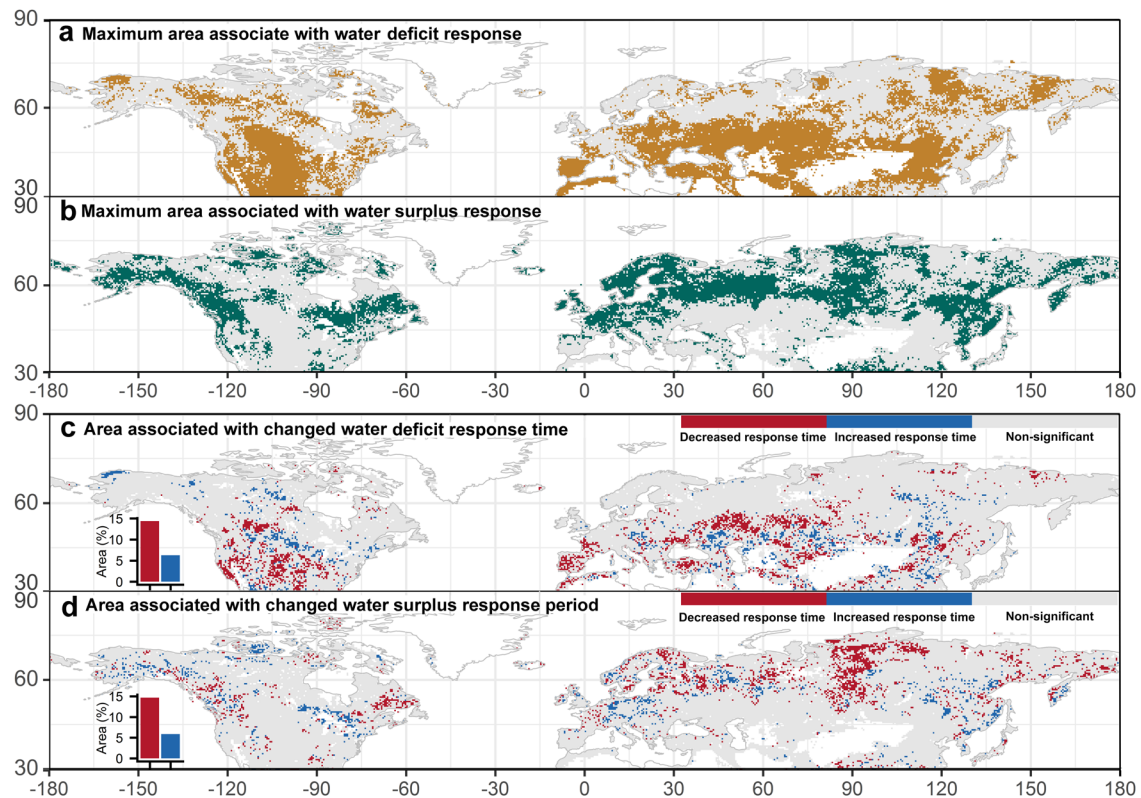 90
a Maximum area associate with water deficit response
60
30
90
b Maximum area associated with water surplus response
60
30
-180 -150 -120 -90 -60 -30 0 30 60 90 120 150 180
90
c Area associated with changed water deficit response time
Decreased response time Increased response time Non-significant
60
Area (%)
15
10
5
0
30
90
d Area associated with changed water surplus response period
Decreased response time Increased response time Non-significant
60
Area (%)
15
10
5
0
30
-180 -150 -120 -90 -60 -30 0 30 60 90 120 150 180